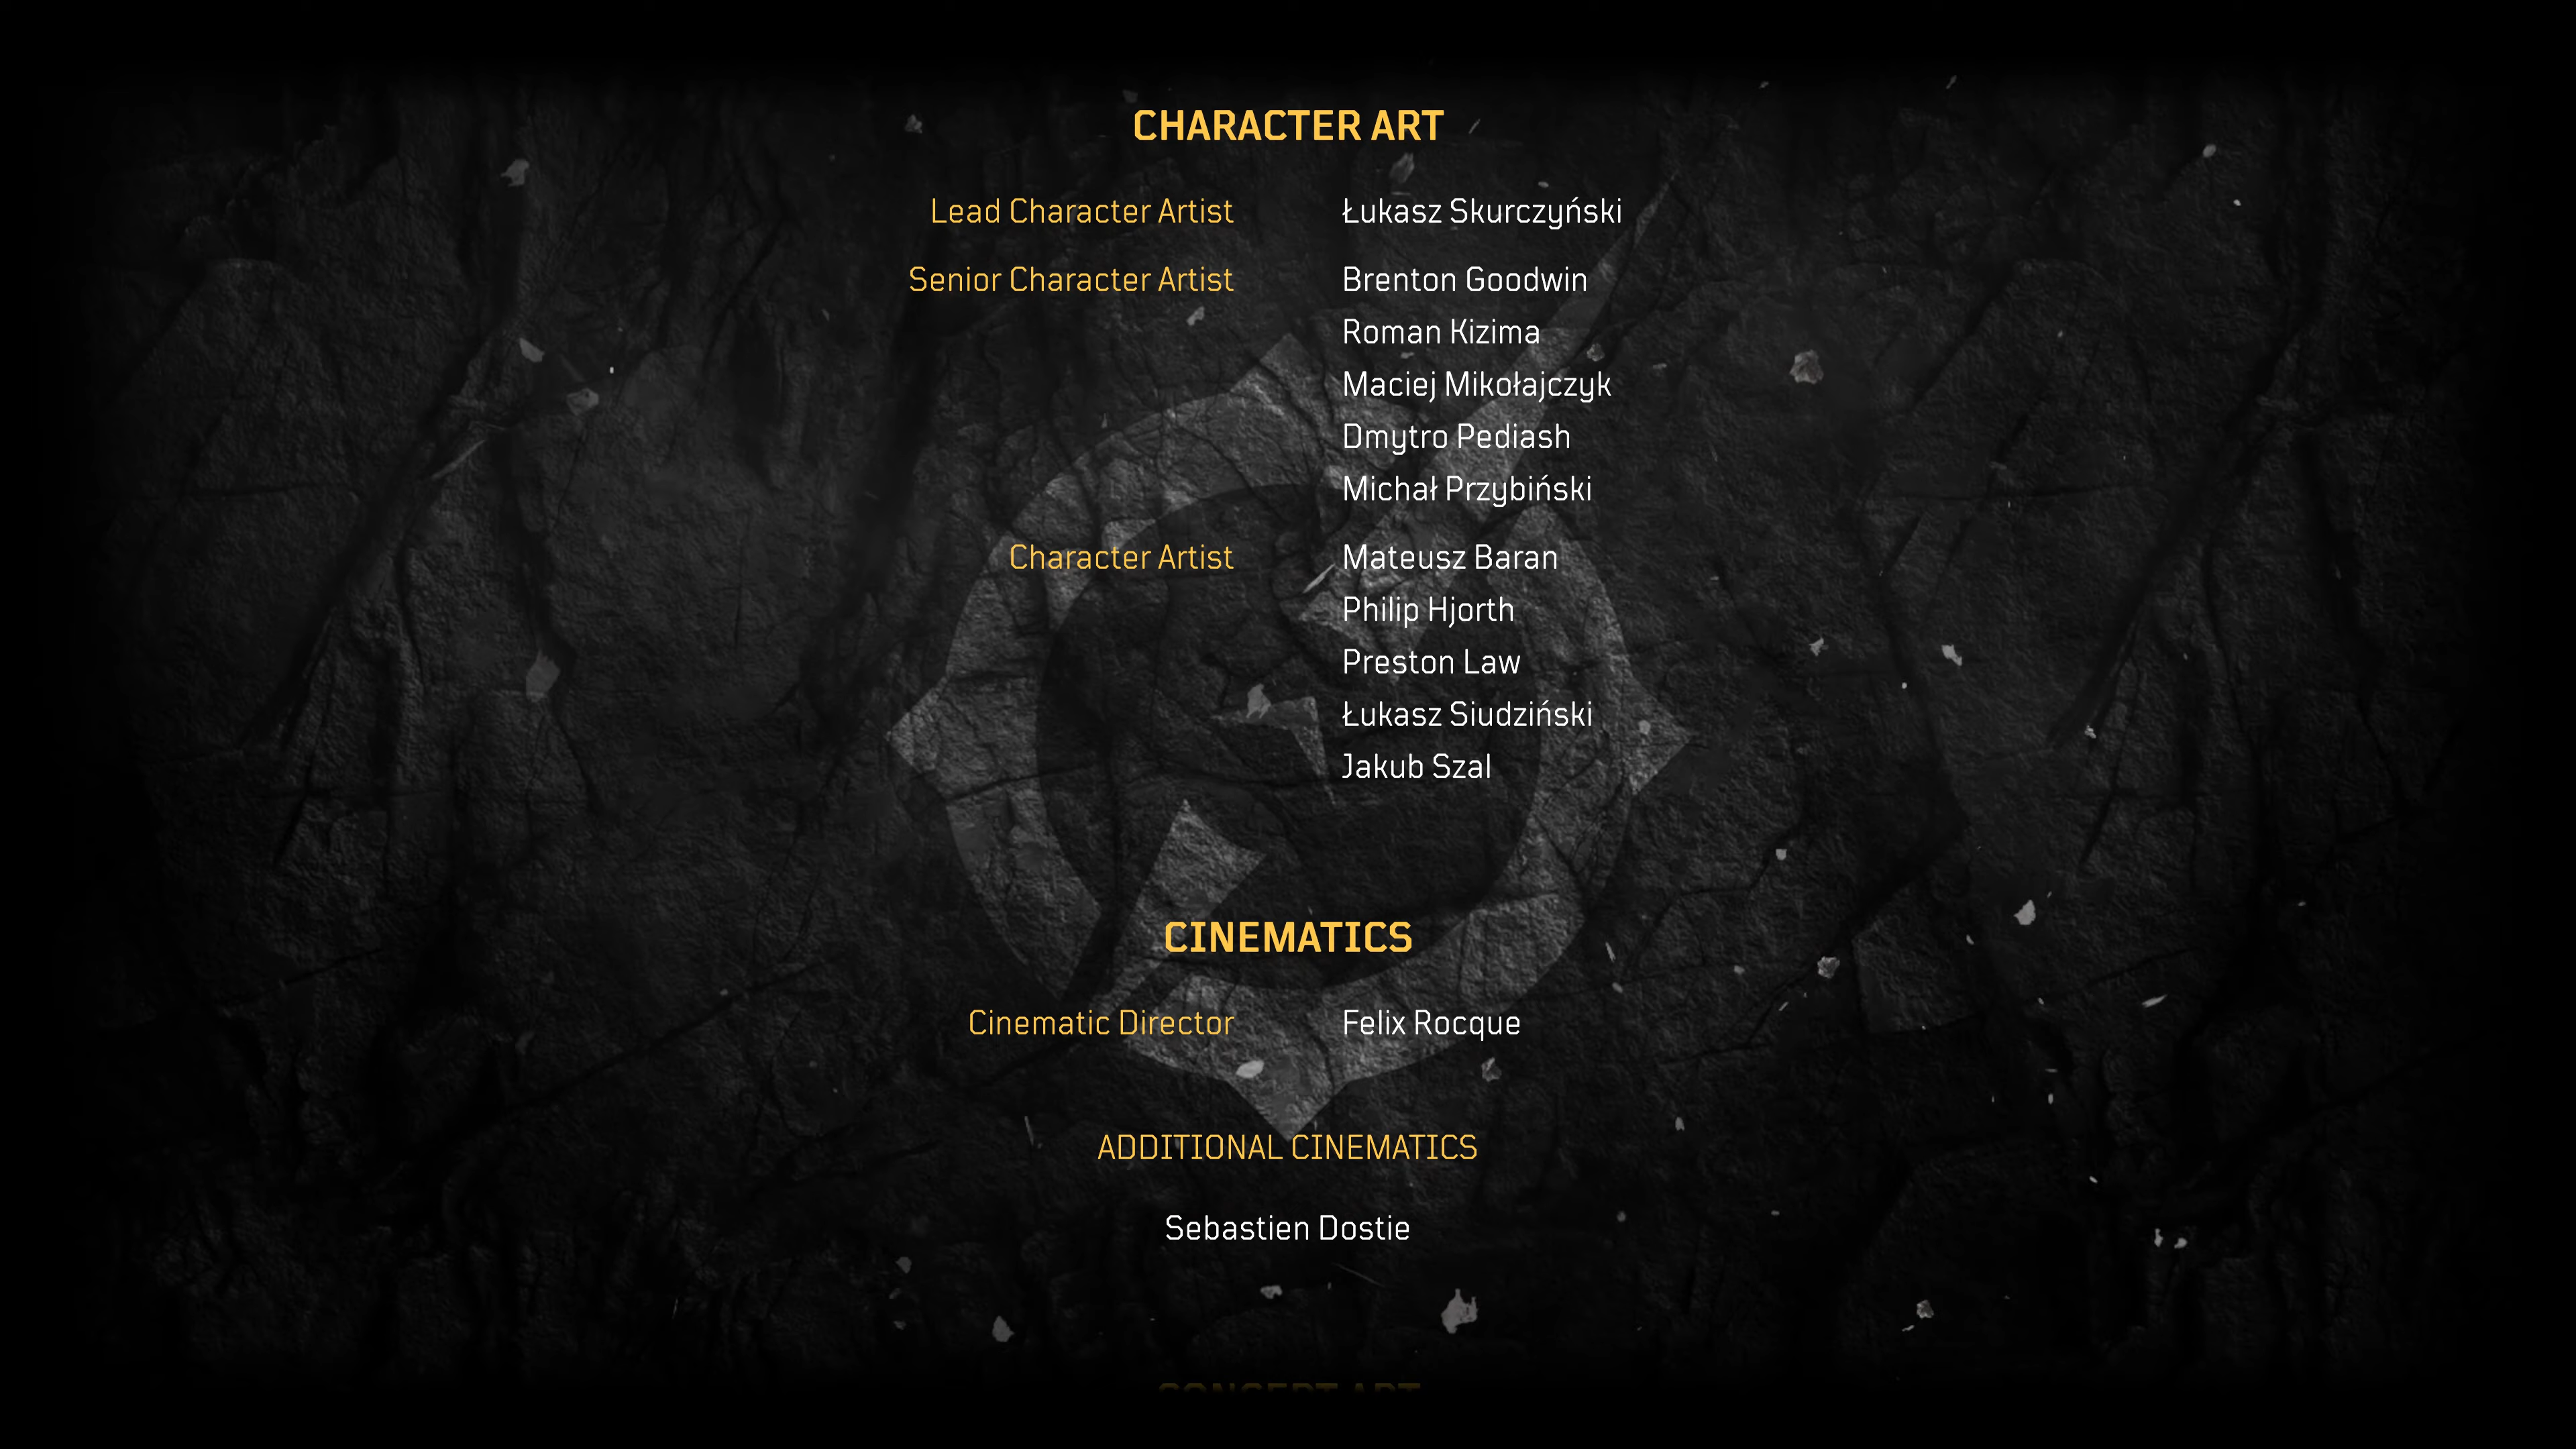 CHARACTER ART
Lead Character Artist Łukasz Skurczyński
Senior Character Artist Brenton Goodwin
Roman Kizima
Maciej Mikołajczyk
Dmytro Pediash
Michał Przybiński
Character Artist Mateusz Baran
Philip Hjorth
Preston Law
Łukasz Siudziński
Jakub Szal
CINEMATICS
Cinematic Director Felix Rocque
ADDITIONAL CINEMATICS
Sebastien Dostie
CONCEPT ART